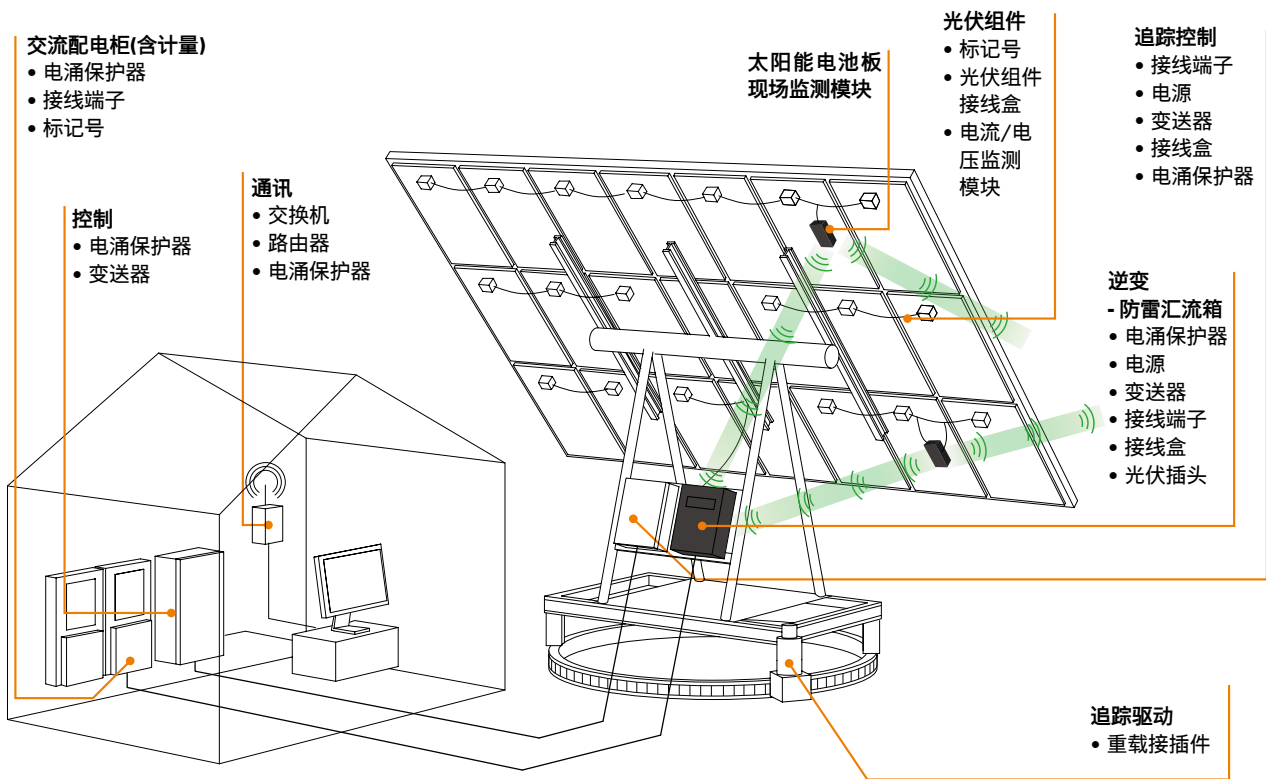 交流配电柜(含计量)
• 电涌保护器
• 接线端子
• 标记号
控制
• 电涌保护器
• 变送器
通讯
• 交换机
• 路由器
• 电涌保护器
太阳能电池板
现场监测模块
光伏组件
• 标记号
• 光伏组件
接线盒
• 电流/电
压监测
模块
追踪控制
• 接线端子
• 电源
• 变送器
• 接线盒
• 电涌保护器
逆变
- 防雷汇流箱
• 电涌保护器
• 电源
• 变送器
• 接线端子
• 接线盒
• 光伏插头
追踪驱动
• 重载接插件